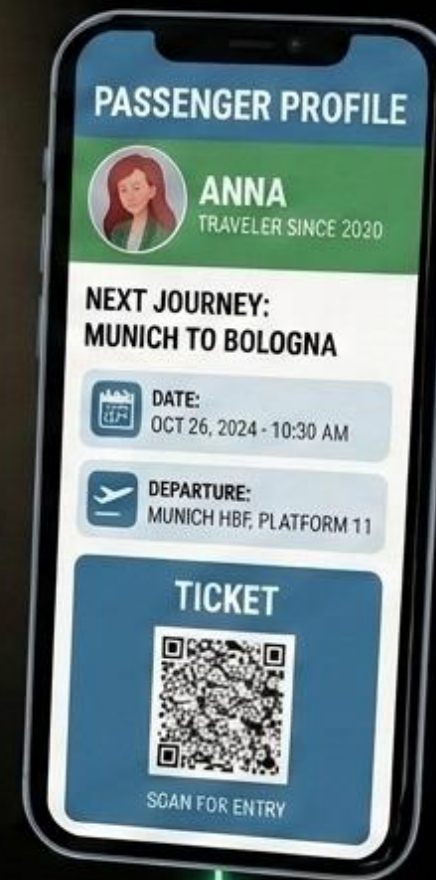 PASSENGER PROFILE
ANNA
TRAVELER SINCE 2020
NEXT JOURNEY:
MUNICH TO BOLOGNA
DATE:
OCT 26, 2024 - 10:30 AM
DEPARTURE:
MUNICH HBF, PLATFORM 11
TICKET
SCAN FOR ENTRY